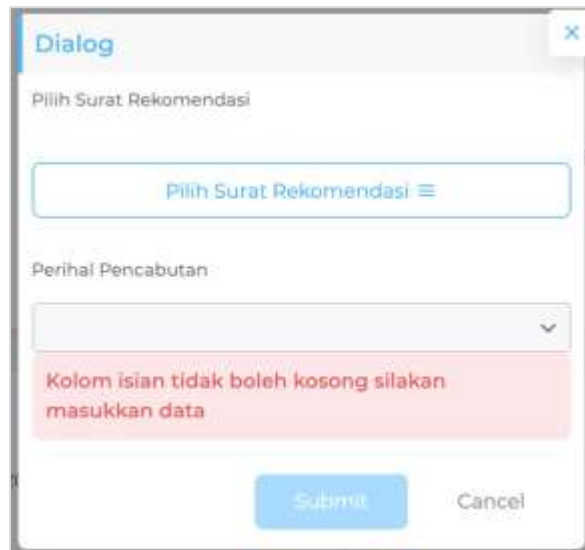 Dialog
Pilih Surat Rekomendasi
Pilih Surat Rekomendasi
Perihal Pencabutan
Kolom isian tidak boleh kosong silakan
masukkan data
Submit Cancel